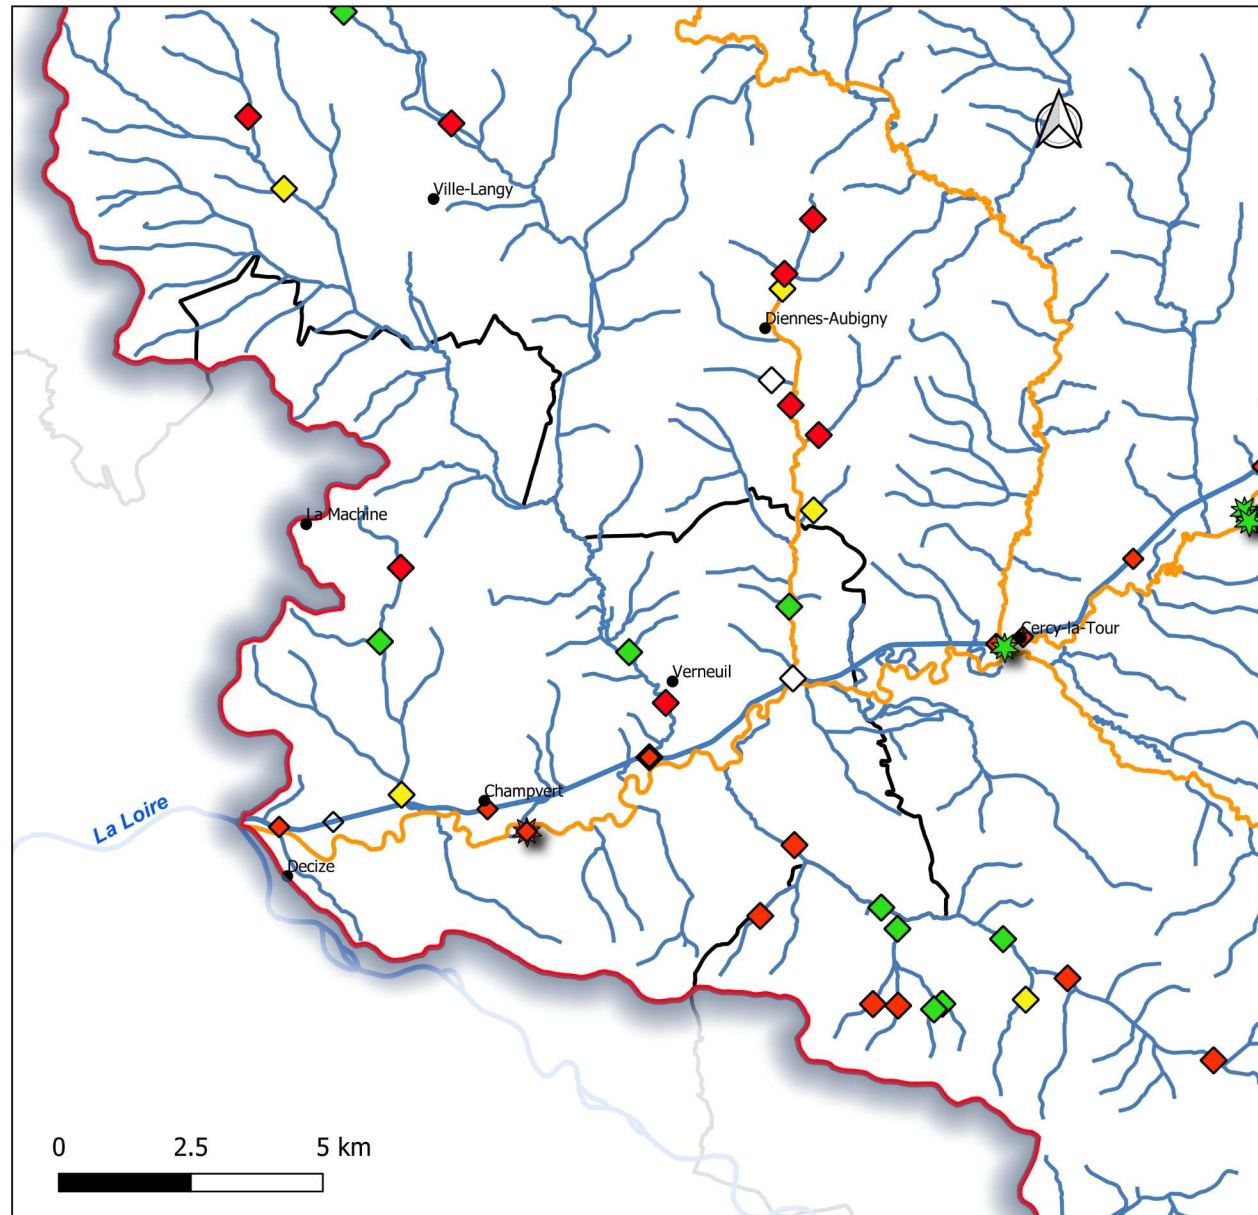 Ville-Langy
Diennes-Aubigny
La Machine
Cercy-la-Tour
Verneuil
Champvert
La Loire
Decize
0 2.5 5 km